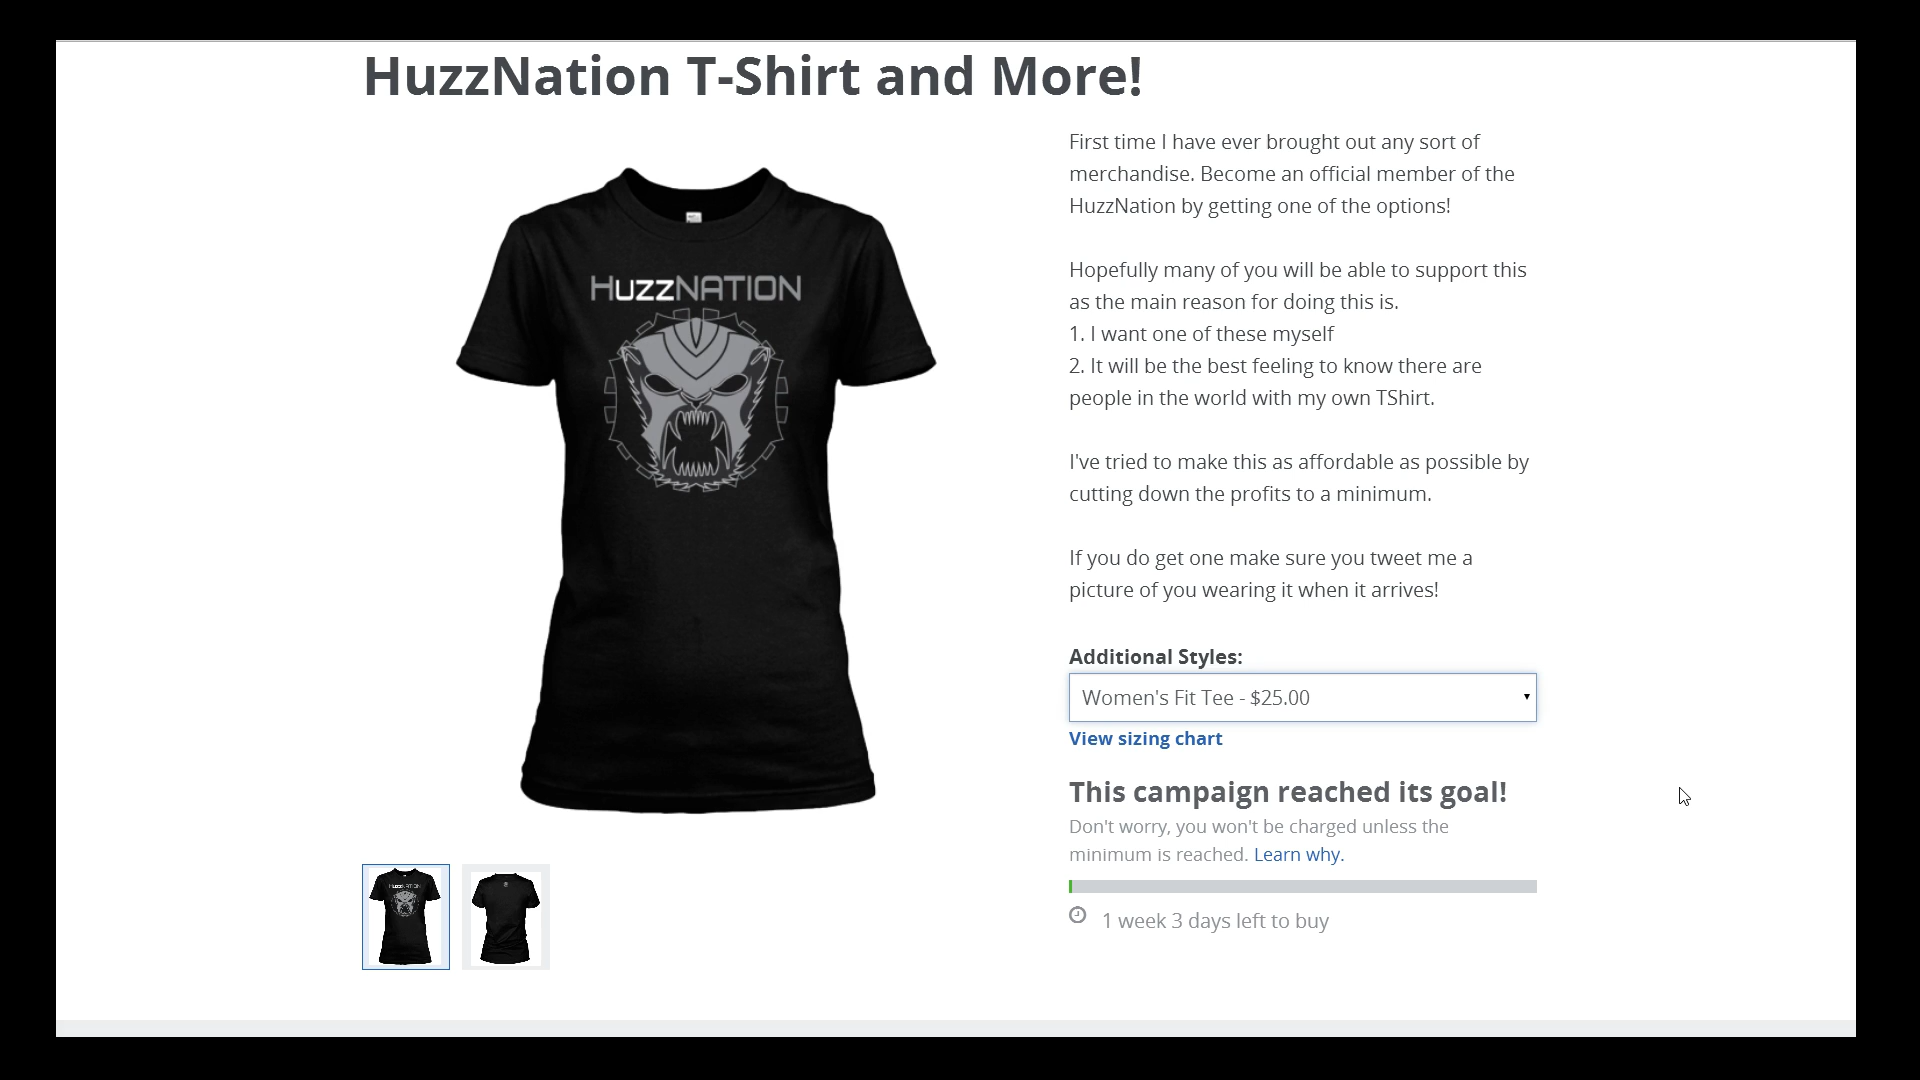 HuzzNation T-Shirt and More!
HUZZNATION
First time I have ever brought out any sort of
merchandise. Become an official member of the
HuzzNation by getting one of the options!
Hopefully many of you will be able to support this
as the main reason for doing this is.
1. I want one of these myself
2. It will be the best feeling to know there are
people in the world with my own TShirt.
I've tried to make this as affordable as possible by
cutting down the profits to a minimum.
If you do get one make sure you tweet me a
picture of you wearing it when it arrives!
Additional Styles:
Women's Fit Tee - $25.00
View sizing chart
This campaign reached its goal!
Don't worry, you won't be charged unless the
minimum is reached. Learn why.
1 week 3 days left to buy
HUZZNATION